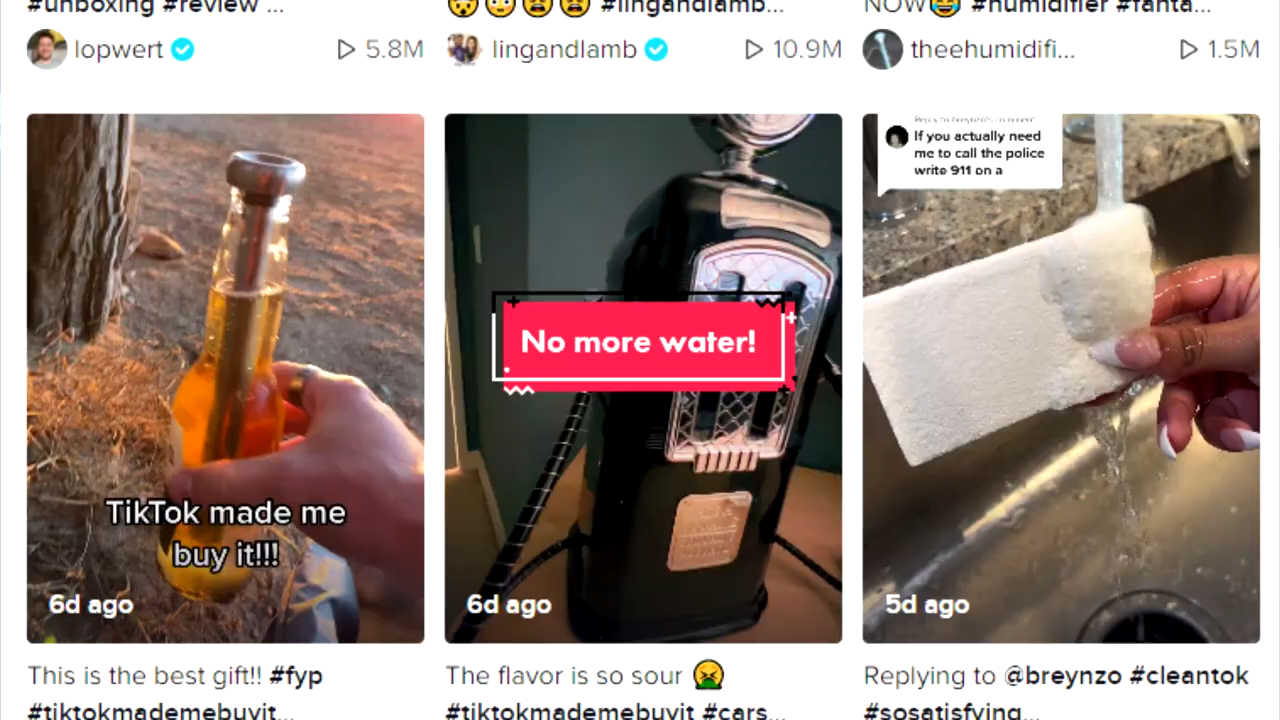 #unboxing #review ...
😯😳😫😫 #lingandlamb...
NOW😂 #humidifier #fanta...
lopwert
5.8M
lingandlamb
10.9M
theehumidifi...
1.5M
TikTok made me
buy it!!!
6d ago
No more water!
6d ago
If you actually need
me to call the police
write 911 on a
5d ago
This is the best gift!! #fyp
#tiktokmademebuyit...
The flavor is so sour 🤮
#tiktokmademebuyit #cars...
Replying to @breynzo #cleantok
#sosatisfying...